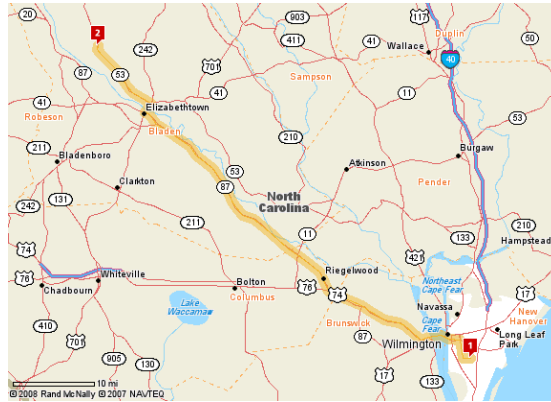 20
2
87
53
242
701
903
411
41
117
Duplin
50
Wallace
40
41
Elizabethtown
Sampson
11
53
Robeson
Bladen
210
211
Bladenboro
Clarkton
53
87
Atkinson
Burgaw
Pender
242
131
211
North
Carolina
11
421
133
210
Hampstead
74
76
Whiteville
Chadbourn
Bolton
Columbus
Riegelwood
76
74
Northeast
Cape Fear
17
Lake
Waccamaw
Navassa
Cape
Fear
New
Hanover
410
701
905
130
Brunswick
87
Wilmington
1
Long Leaf
Park
17
133
10 mi
©2008 Rand McNally ©2007 NAVTEQ